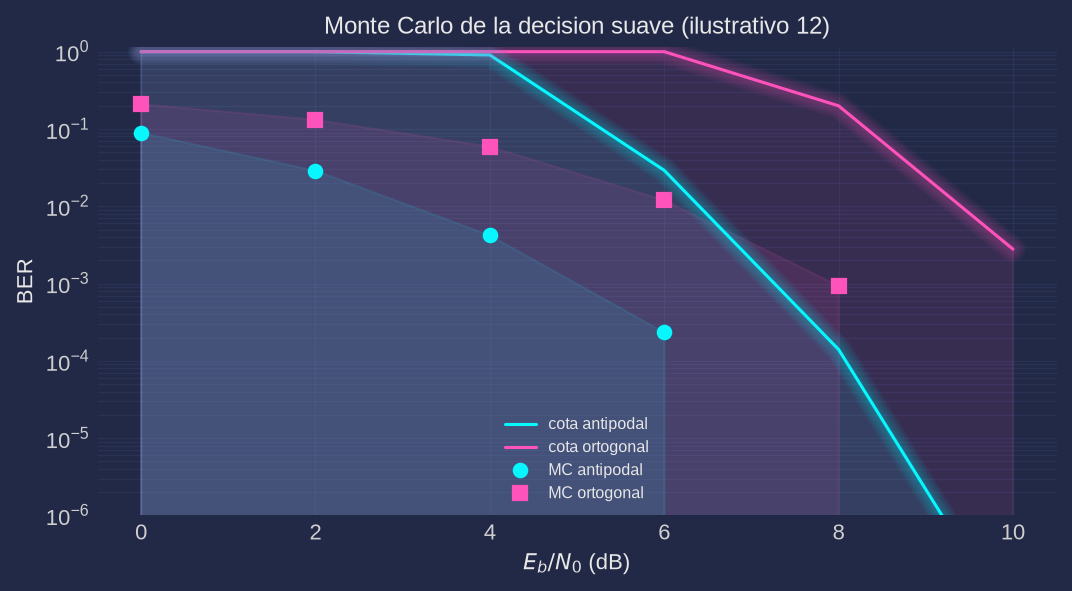 Monte Carlo de la decision suave (ilustrativo 12)
BER
10^0
10^−1
10^−2
10^−3
10^−4
10^−5
10^−6
cota antipodal
cota ortogonal
MC antipodal
MC ortogonal
0 2 4 6 8 10
E_b/N_0 (dB)